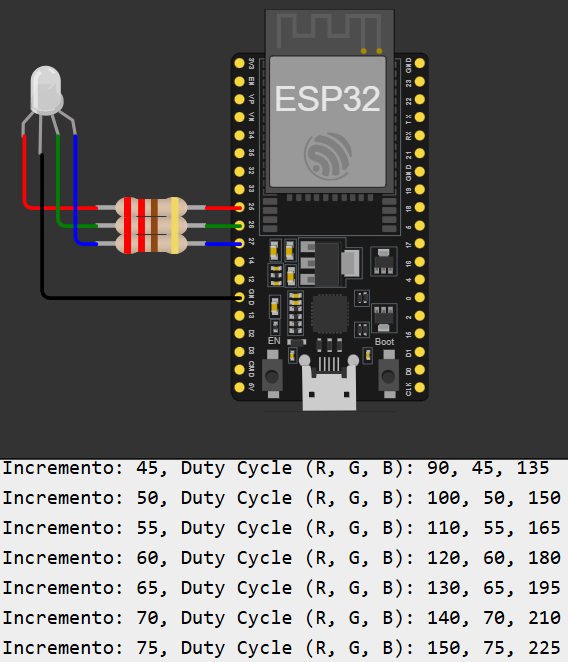 ESP32
3V3
EN
VP
VN
34
32
33
27
14
12
GND
13
D2
D3
CMD
GND
23
22
TX
RX
21
GND
19
18
5
17
16
4
0
2
15
D1
D0
CLK
EN
Boot
Incremento: 45, Duty Cycle (R, G, B): 90, 45, 135
Incremento: 50, Duty Cycle (R, G, B): 100, 50, 150
Incremento: 55, Duty Cycle (R, G, B): 110, 55, 165
Incremento: 60, Duty Cycle (R, G, B): 120, 60, 180
Incremento: 65, Duty Cycle (R, G, B): 130, 65, 195
Incremento: 70, Duty Cycle (R, G, B): 140, 70, 210
Incremento: 75, Duty Cycle (R, G, B): 150, 75, 225